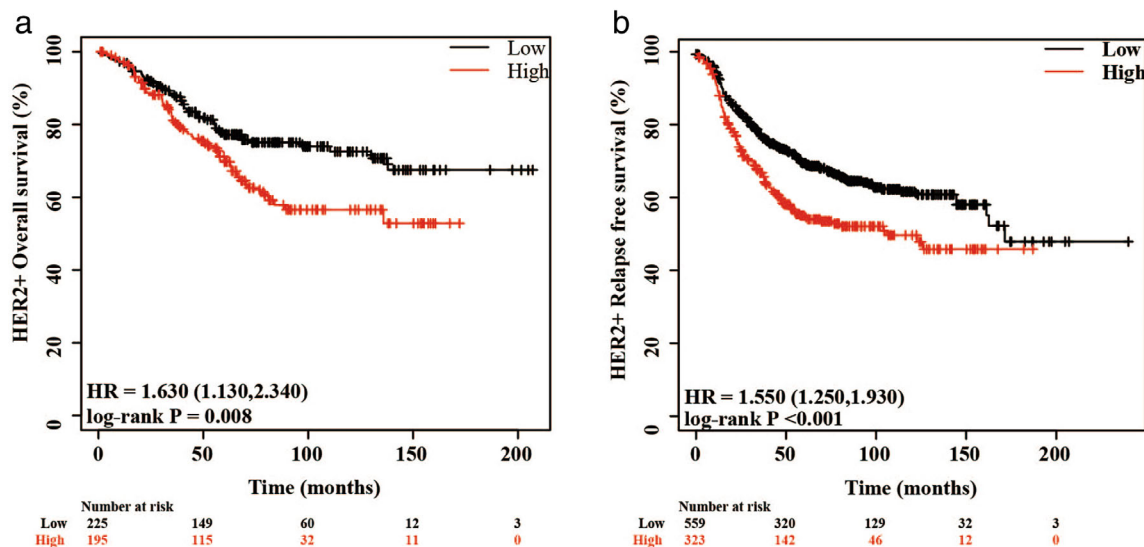 a
HER2+ Overall survival (%)
100
80
60
40
20
0
Low
High
HR = 1.630 (1.130,2.340)
log-rank P = 0.008
0 50 100 150 200
Time (months)
Number at risk
Low 225 149 60 12 3
High 195 115 32 11 0
b
HER2+ Relapse free survival (%)
100
80
60
40
20
0
Low
High
HR = 1.550 (1.250,1.930)
log-rank P <0.001
0 50 100 150 200
Time (months)
Number at risk
Low 559 320 129 32 3
High 323 142 46 12 0